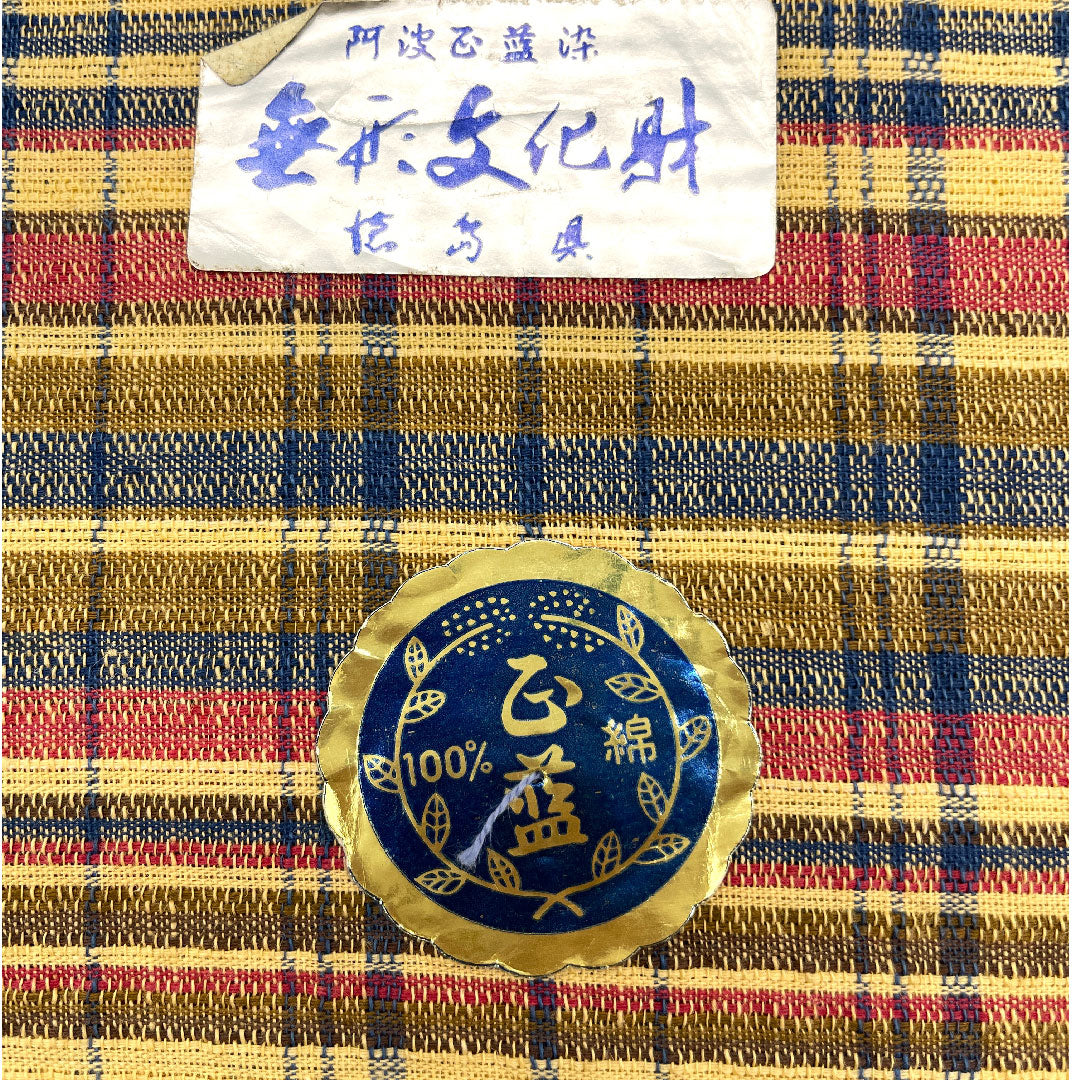 阿波正藍染
無形文化財
徳島県
正藍
100%
綿